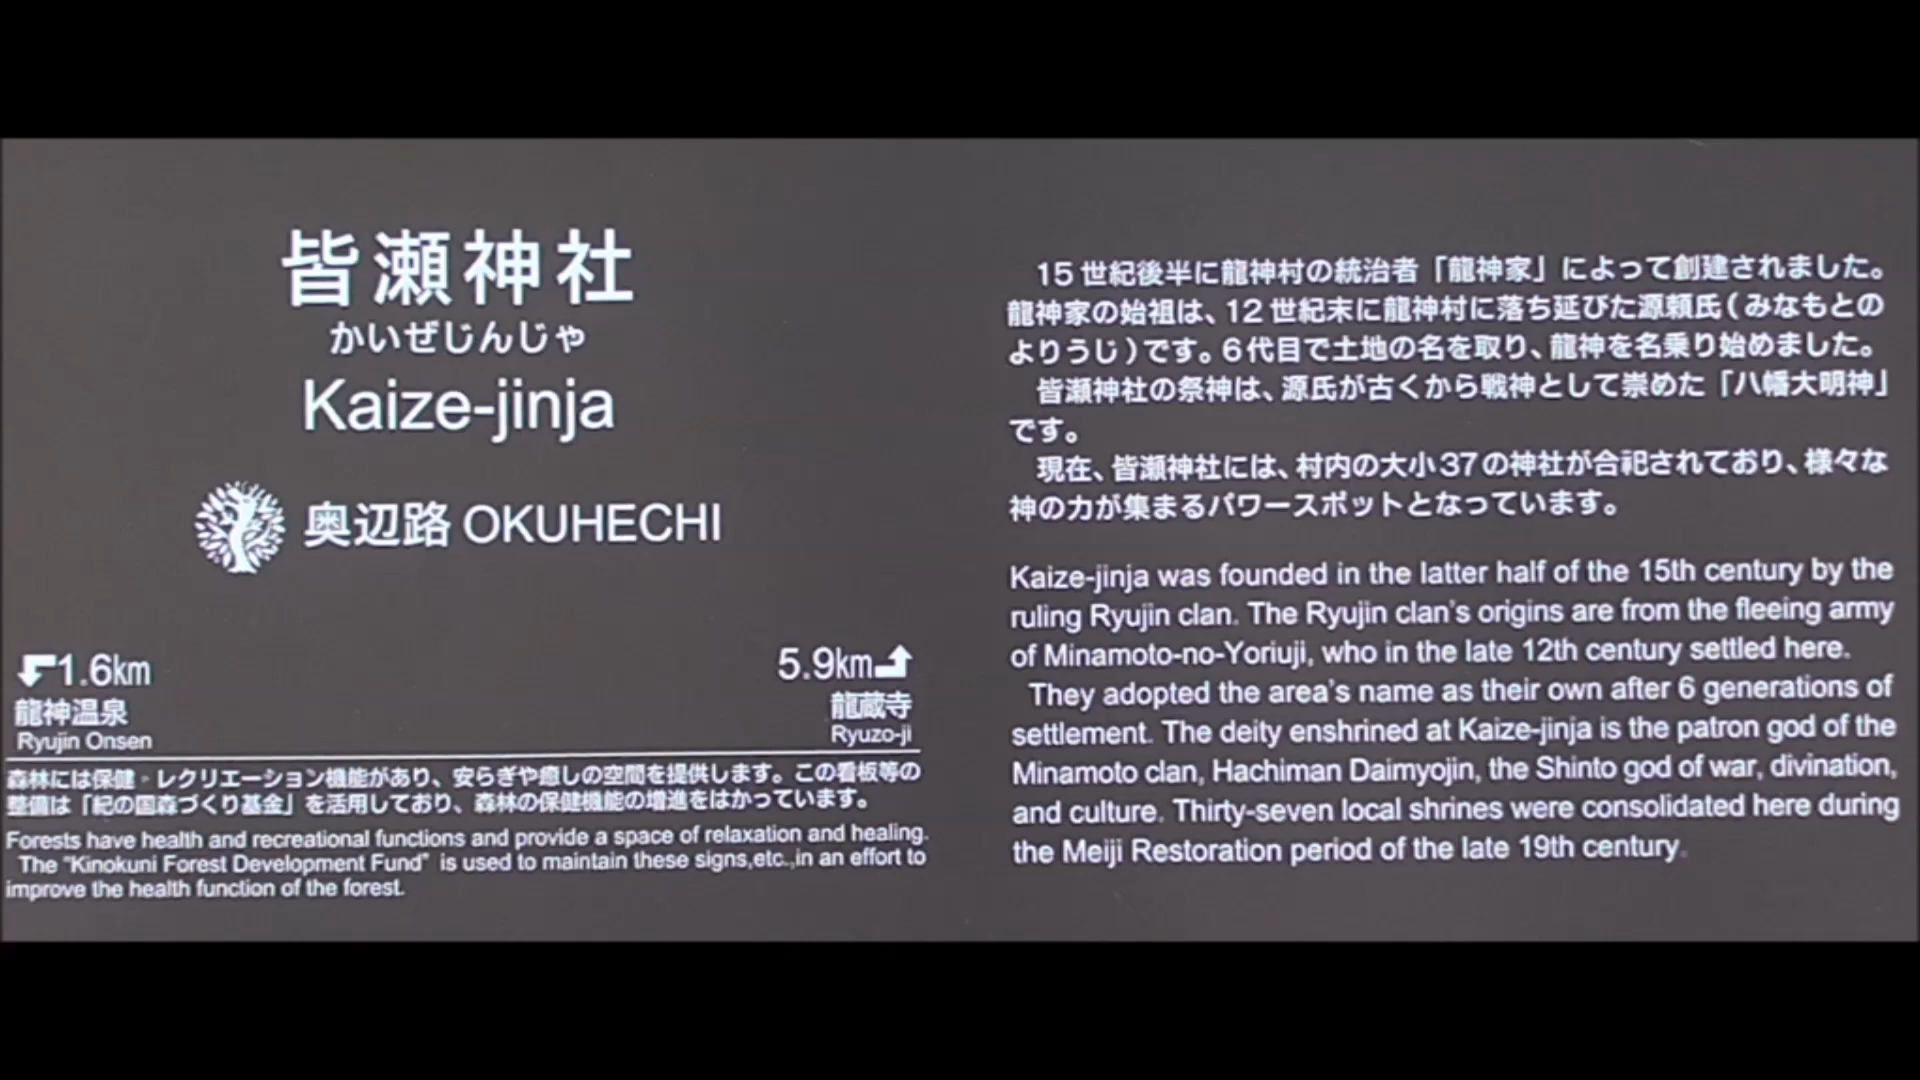 皆瀬神社
かいぜじんじゃ
Kaize-jinja
奥辺路 OKUHECHI
1.6km
龍神温泉
Ryujin Onsen
5.9km
龍蔵寺
Ryuzo-ji
森林には保健・レクリエーション機能があり、安らぎや癒しの空間を提供します。この看板等の
整備は「紀の国森づくり基金」を活用しており、森林の保健機能の増進をはかっています。
Forests have health and recreational functions and provide a space of relaxation and healing.
The "Kinokuni Forest Development Fund" is used to maintain these signs,etc.,in an effort to
improve the health function of the forest.
15世紀後半に龍神村の統治者「龍神家」によって創建されました。
龍神家の始祖は、12世紀末に龍神村に落ち延びた源頼氏(みなもとの
よりうじ)です。6代目で土地の名を取り、龍神を名乗り始めました。
皆瀬神社の祭神は、源氏が古くから戦神として崇めた「八幡大明神」
です。
現在、皆瀬神社には、村内の大小37の神社が合祀されており、様々な
神の力が集まるパワースポットとなっています。
Kaize-jinja was founded in the latter half of the 15th century by the
ruling Ryujin clan. The Ryujin clan's origins are from the fleeing army
of Minamoto-no-Yoriuji, who in the late 12th century settled here.
They adopted the area's name as their own after 6 generations of
settlement. The deity enshrined at Kaize-jinja is the patron god of the
Minamoto clan, Hachiman Daimyojin, the Shinto god of war, divination,
and culture. Thirty-seven local shrines were consolidated here during
the Meiji Restoration period of the late 19th century.